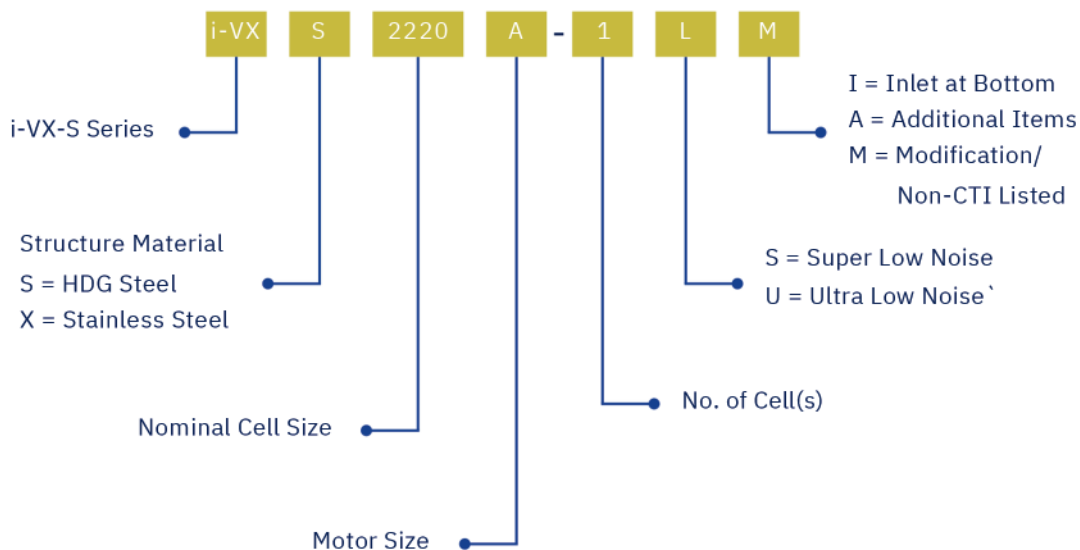 i-VX S 2220 A - 1 L M
i-VX-S Series
I = Inlet at Bottom
A = Additional Items
M = Modification/
Non-CTI Listed
Structure Material
S = HDG Steel
X = Stainless Steel
S = Super Low Noise
U = Ultra Low Noise`
No. of Cell(s)
Nominal Cell Size
Motor Size